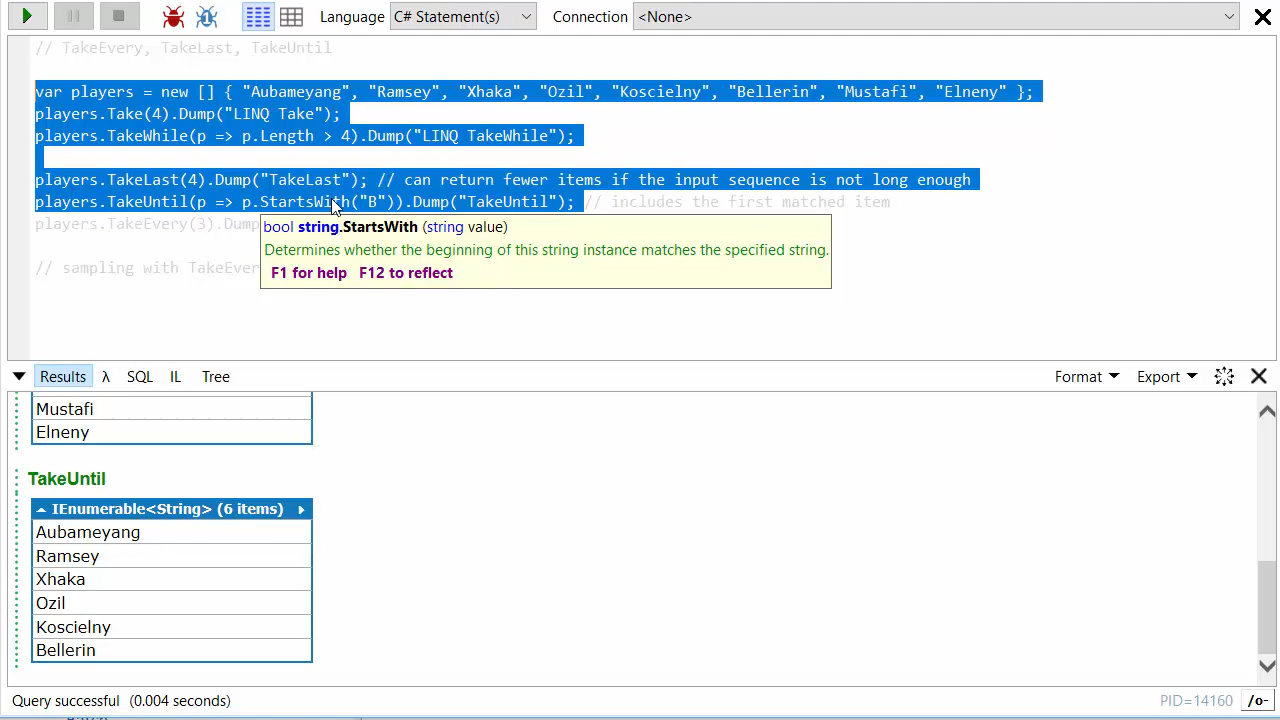 Language C# Statement(s) Connection <None>
// TakeEvery, TakeLast, TakeUntil
var players = new [] { "Aubameyang", "Ramsey", "Xhaka", "Ozil", "Koscielny", "Bellerin", "Mustafi", "Elneny" };
players.Take(4).Dump("LINQ Take");
players.TakeWhile(p => p.Length > 4).Dump("LINQ TakeWhile");
players.TakeLast(4).Dump("TakeLast"); // can return fewer items if the input sequence is not long enough
players.TakeUntil(p => p.StartsWith("B")).Dump("TakeUntil"); // includes the first matched item
players.TakeEvery(3).Dump
bool string.StartsWith (string value)
Determines whether the beginning of this string instance matches the specified string.
F1 for help F12 to reflect
// sampling with TakeEver
Results λ SQL IL Tree Format Export
Mustafi
Elneny
TakeUntil
IEnumerable<String> (6 items)
Aubameyang
Ramsey
Xhaka
Ozil
Koscielny
Bellerin
Query successful (0.004 seconds) PID=14160 /o-